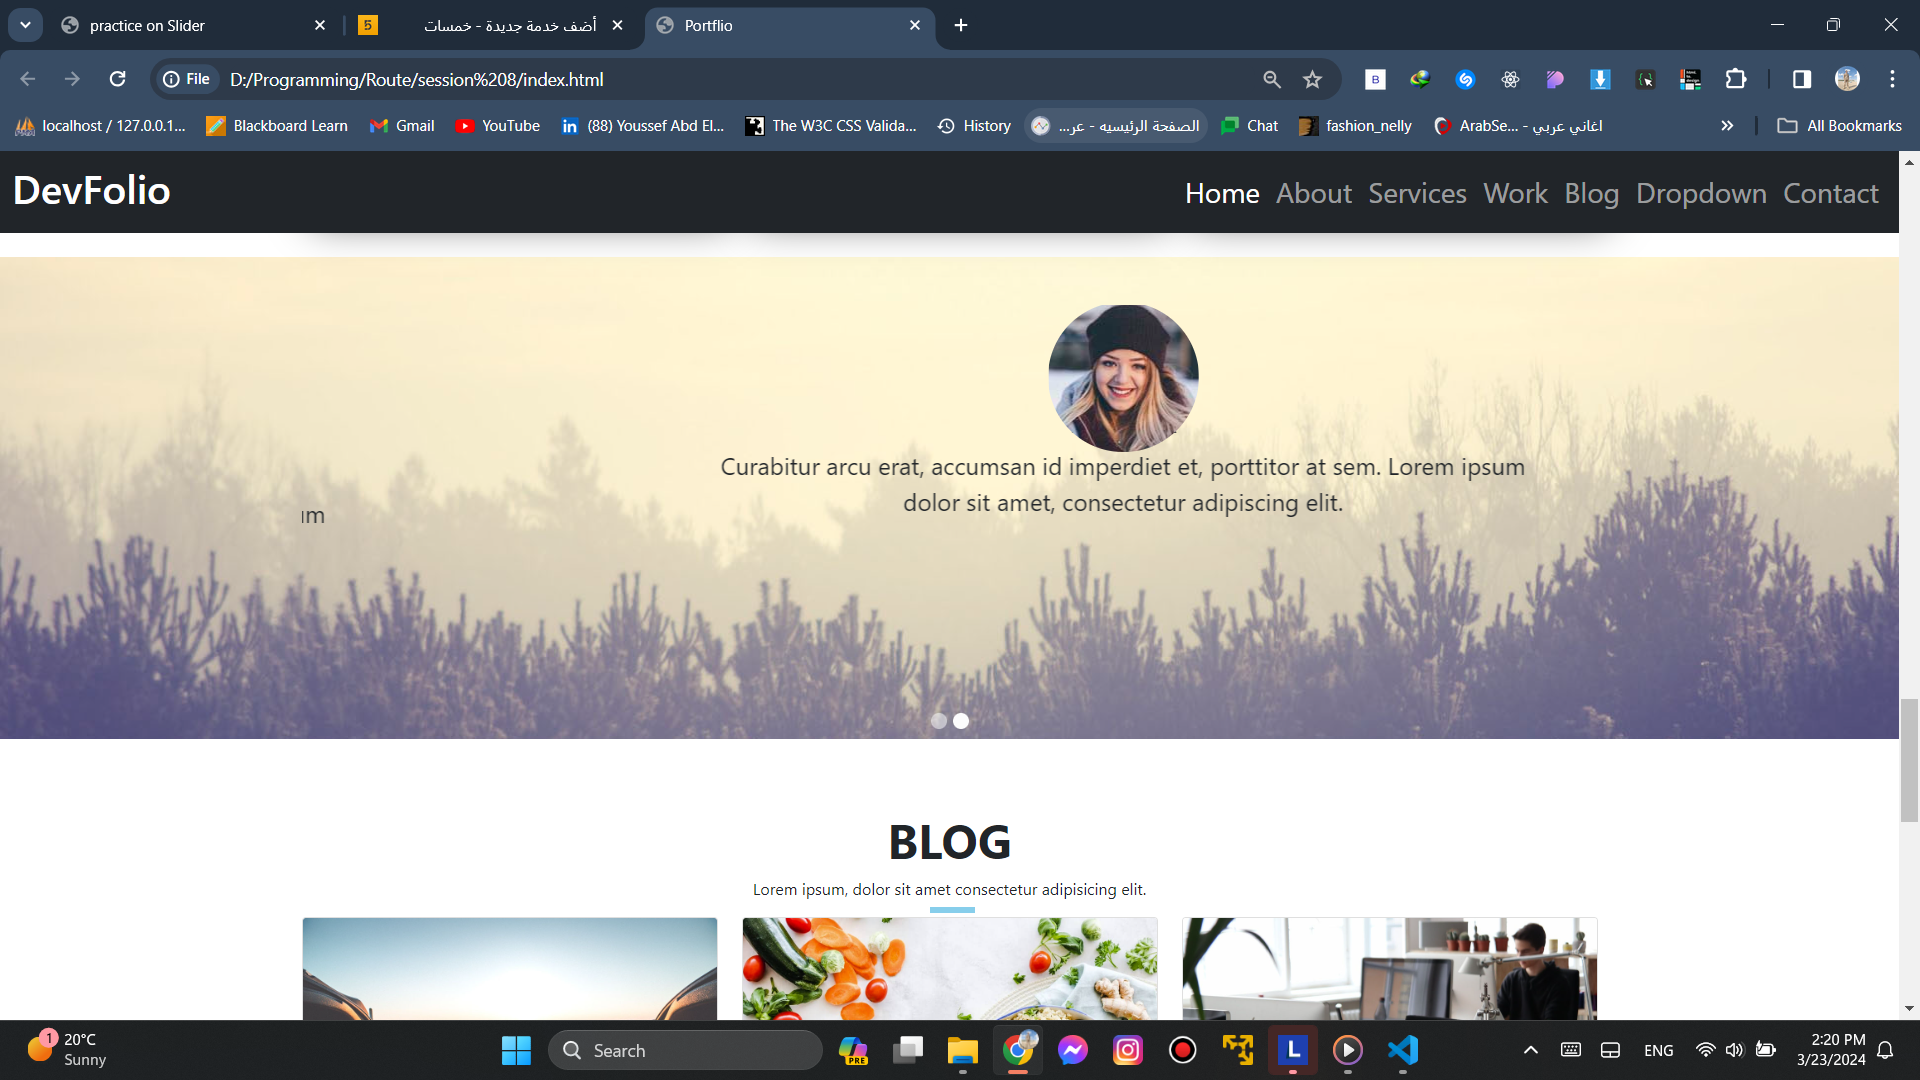 practice on Slider
أضف خدمة جديدة - خمسات
Portflio
File
D:/Programming/Route/session%208/index.html
localhost / 127.0.0.1...
Blackboard Learn
Gmail
YouTube
(88) Youssef Abd El...
The W3C CSS Valida...
History
الصفحة الرئيسيه - عر...
Chat
fashion_nelly
اغاني عربي - ArabSe...
All Bookmarks
DevFolio
Home About Services Work Blog Dropdown Contact
Curabitur arcu erat, accumsan id imperdiet et, porttitor at sem. Lorem ipsum
dolor sit amet, consectetur adipiscing elit.
BLOG
Lorem ipsum, dolor sit amet consectetur adipisicing elit.
1
20°C
Sunny
Search
PRE
L
ENG
2:20 PM
3/23/2024